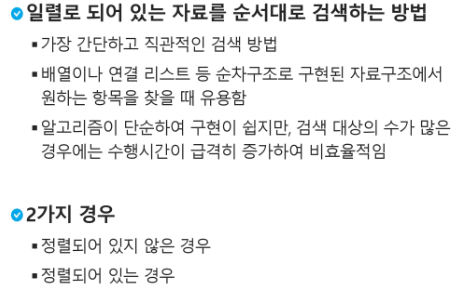 일렬로 되어 있는 자료를 순서대로 검색하는 방법
▪ 가장 간단하고 직관적인 검색 방법
▪ 배열이나 연결 리스트 등 순차구조로 구현된 자료구조에서
원하는 항목을 찾을 때 유용함
▪ 알고리즘이 단순하여 구현이 쉽지만, 검색 대상의 수가 많은
경우에는 수행시간이 급격히 증가하여 비효율적임
2가지 경우
▪ 정렬되어 있지 않은 경우
▪ 정렬되어 있는 경우